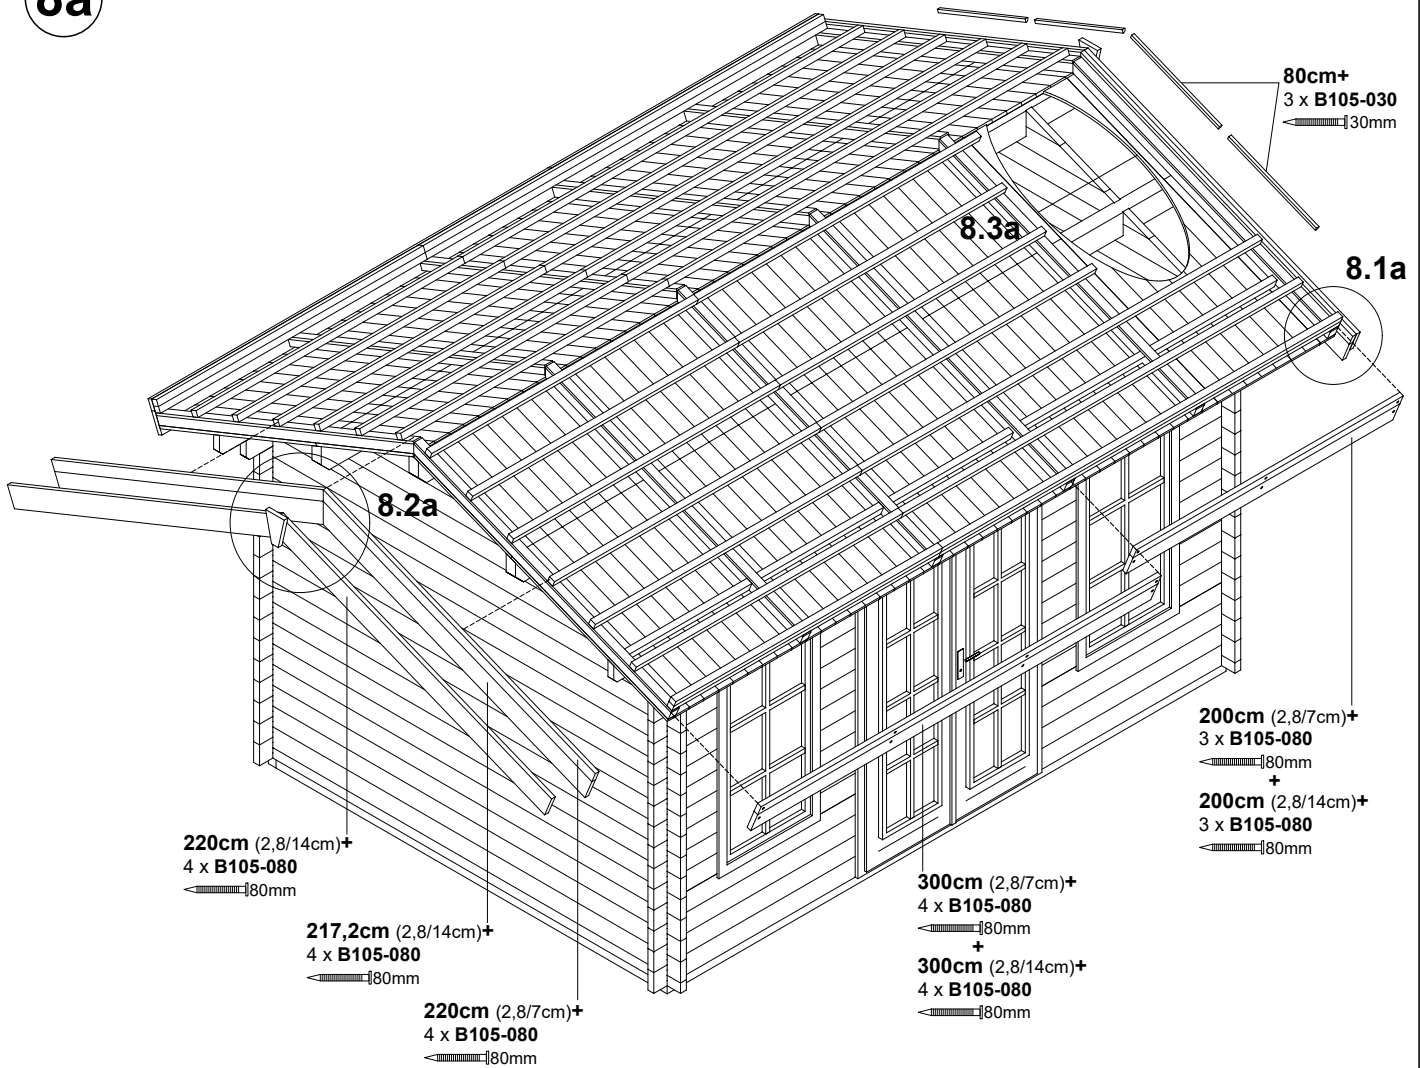 8a
80cm+
3 x B105-030
30mm
8.3a
8.1a
8.2a
200cm (2,8/7cm)+
3 x B105-080
80mm
+
200cm (2,8/14cm)+
3 x B105-080
80mm
220cm (2,8/14cm)+
4 x B105-080
80mm
300cm (2,8/7cm)+
4 x B105-080
80mm
+
300cm (2,8/14cm)+
4 x B105-080
80mm
217,2cm (2,8/14cm)+
4 x B105-080
80mm
220cm (2,8/7cm)+
4 x B105-080
80mm